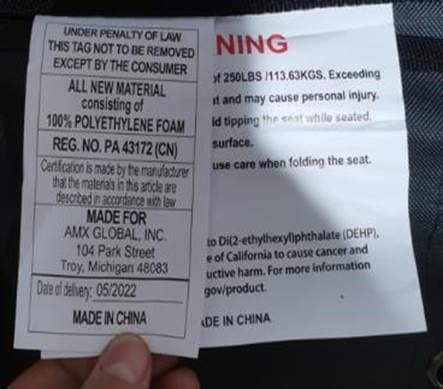 UNDER PENALTY OF LAW
THIS TAG NOT TO BE REMOVED
EXCEPT BY THE CONSUMER
ALL NEW MATERIAL
consisting of
100% POLYETHYLENE FOAM
REG. NO. PA 43172 (CN)
Certification is made by the manufacturer
that the materials in this article are
described in accordance with law
MADE FOR
AMX GLOBAL, INC.
104 Park Street
Troy, Michigan 48083
Date of delivery: 05/2022
MADE IN CHINA
NING
of 250LBS /113.63KGS. Exceeding
and may cause personal injury.
tipping the seat while seated.
surface.
use care when folding the seat.
to Di(2-ethylhexyl)phthalate (DEHP),
e of California to cause cancer and
uctive harm. For more information
gov/product.
ADE IN CHINA